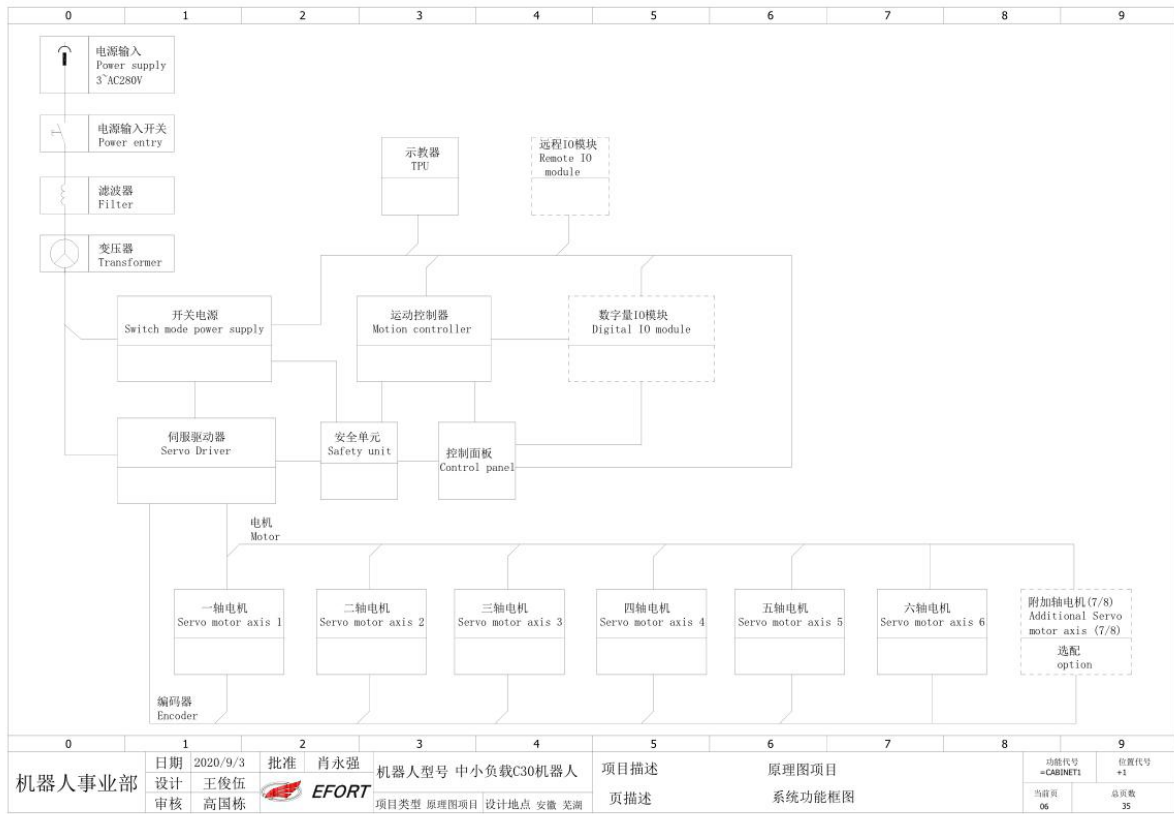 0 1 2 3 4 5 6 7 8 9
电源输入
Power supply
3~AC280V
电源输入开关
Power entry
滤波器
Filter
变压器
Transformer
示教器
TPU
远程IO模块
Remote IO
module
开关电源
Switch mode power supply
运动控制器
Motion controller
数字量IO模块
Digital IO module
伺服驱动器
Servo Driver
安全单元
Safety unit
控制面板
Control panel
电机
Motor
一轴电机
Servo motor axis 1
二轴电机
Servo motor axis 2
三轴电机
Servo motor axis 3
四轴电机
Servo motor axis 4
五轴电机
Servo motor axis 5
六轴电机
Servo motor axis 6
附加轴电机(7/8)
Additional Servo
motor axis (7/8)
选配
option
编码器
Encoder
0 1 2 3 4 5 6 7 8 9
机器人事业部
日期 2020/9/3 批准 肖永强
设计 王俊伍
审核 高国栋
EFORT
机器人型号 中小负载C30机器人
项目类型 原理图项目 设计地点 安徽 芜湖
项目描述 原理图项目
页描述 系统功能框图
功能代号
=CABINET1
位置代号
+1
当前页
06
总页数
35